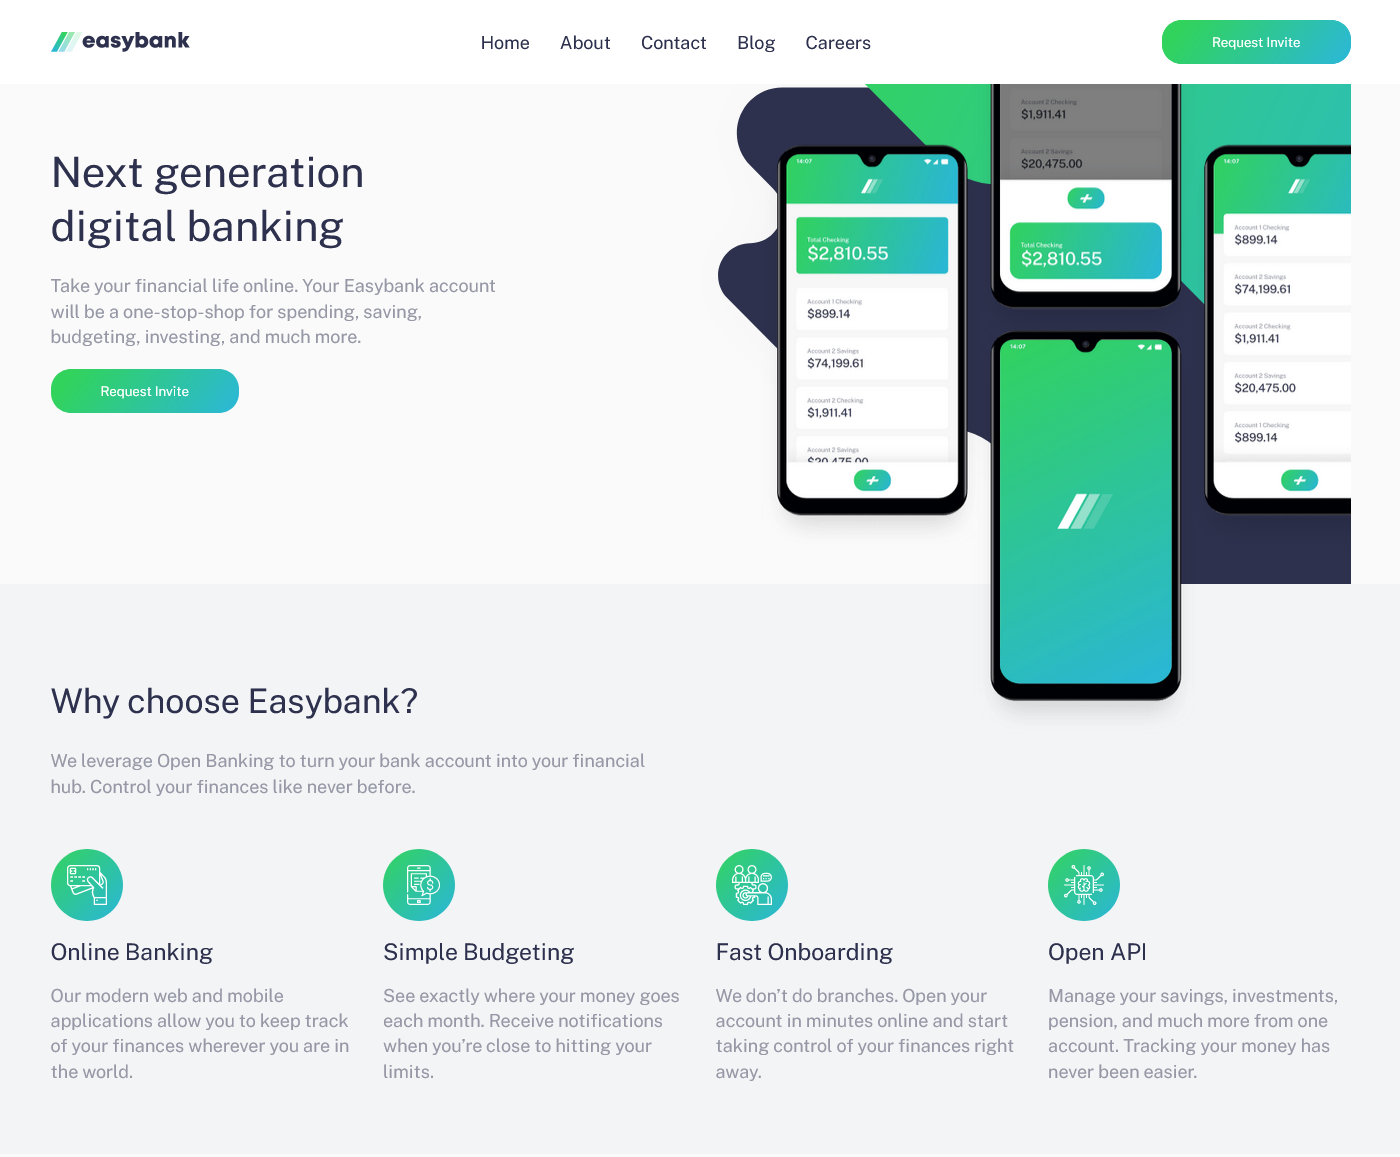 easybank
Home About Contact Blog Careers
Request Invite
Next generation
digital banking
Take your financial life online. Your Easybank account
will be a one-stop-shop for spending, saving,
budgeting, investing, and much more.
Request Invite
14:07
Total Checking
$2,810.55
Account 1 Checking
$899.14
Account 2 Savings
$74,199.61
Account 2 Checking
$1,911.41
Account 2 Savings
$20,475.00
Account 2 Checking
$1,911.41
Account 2 Savings
$20,475.00
Total Checking
$2,810.55
14:07
14:07
Account 1 Checking
$899.14
Account 2 Savings
$74,199.61
Account 2 Checking
$1,911.41
Account 2 Savings
$20,475.00
Account 1 Checking
$899.14
Why choose Easybank?
We leverage Open Banking to turn your bank account into your financial
hub. Control your finances like never before.
Online Banking
Our modern web and mobile
applications allow you to keep track
of your finances wherever you are in
the world.
Simple Budgeting
See exactly where your money goes
each month. Receive notifications
when you’re close to hitting your
limits.
Fast Onboarding
We don’t do branches. Open your
account in minutes online and start
taking control of your finances right
away.
Open API
Manage your savings, investments,
pension, and much more from one
account. Tracking your money has
never been easier.